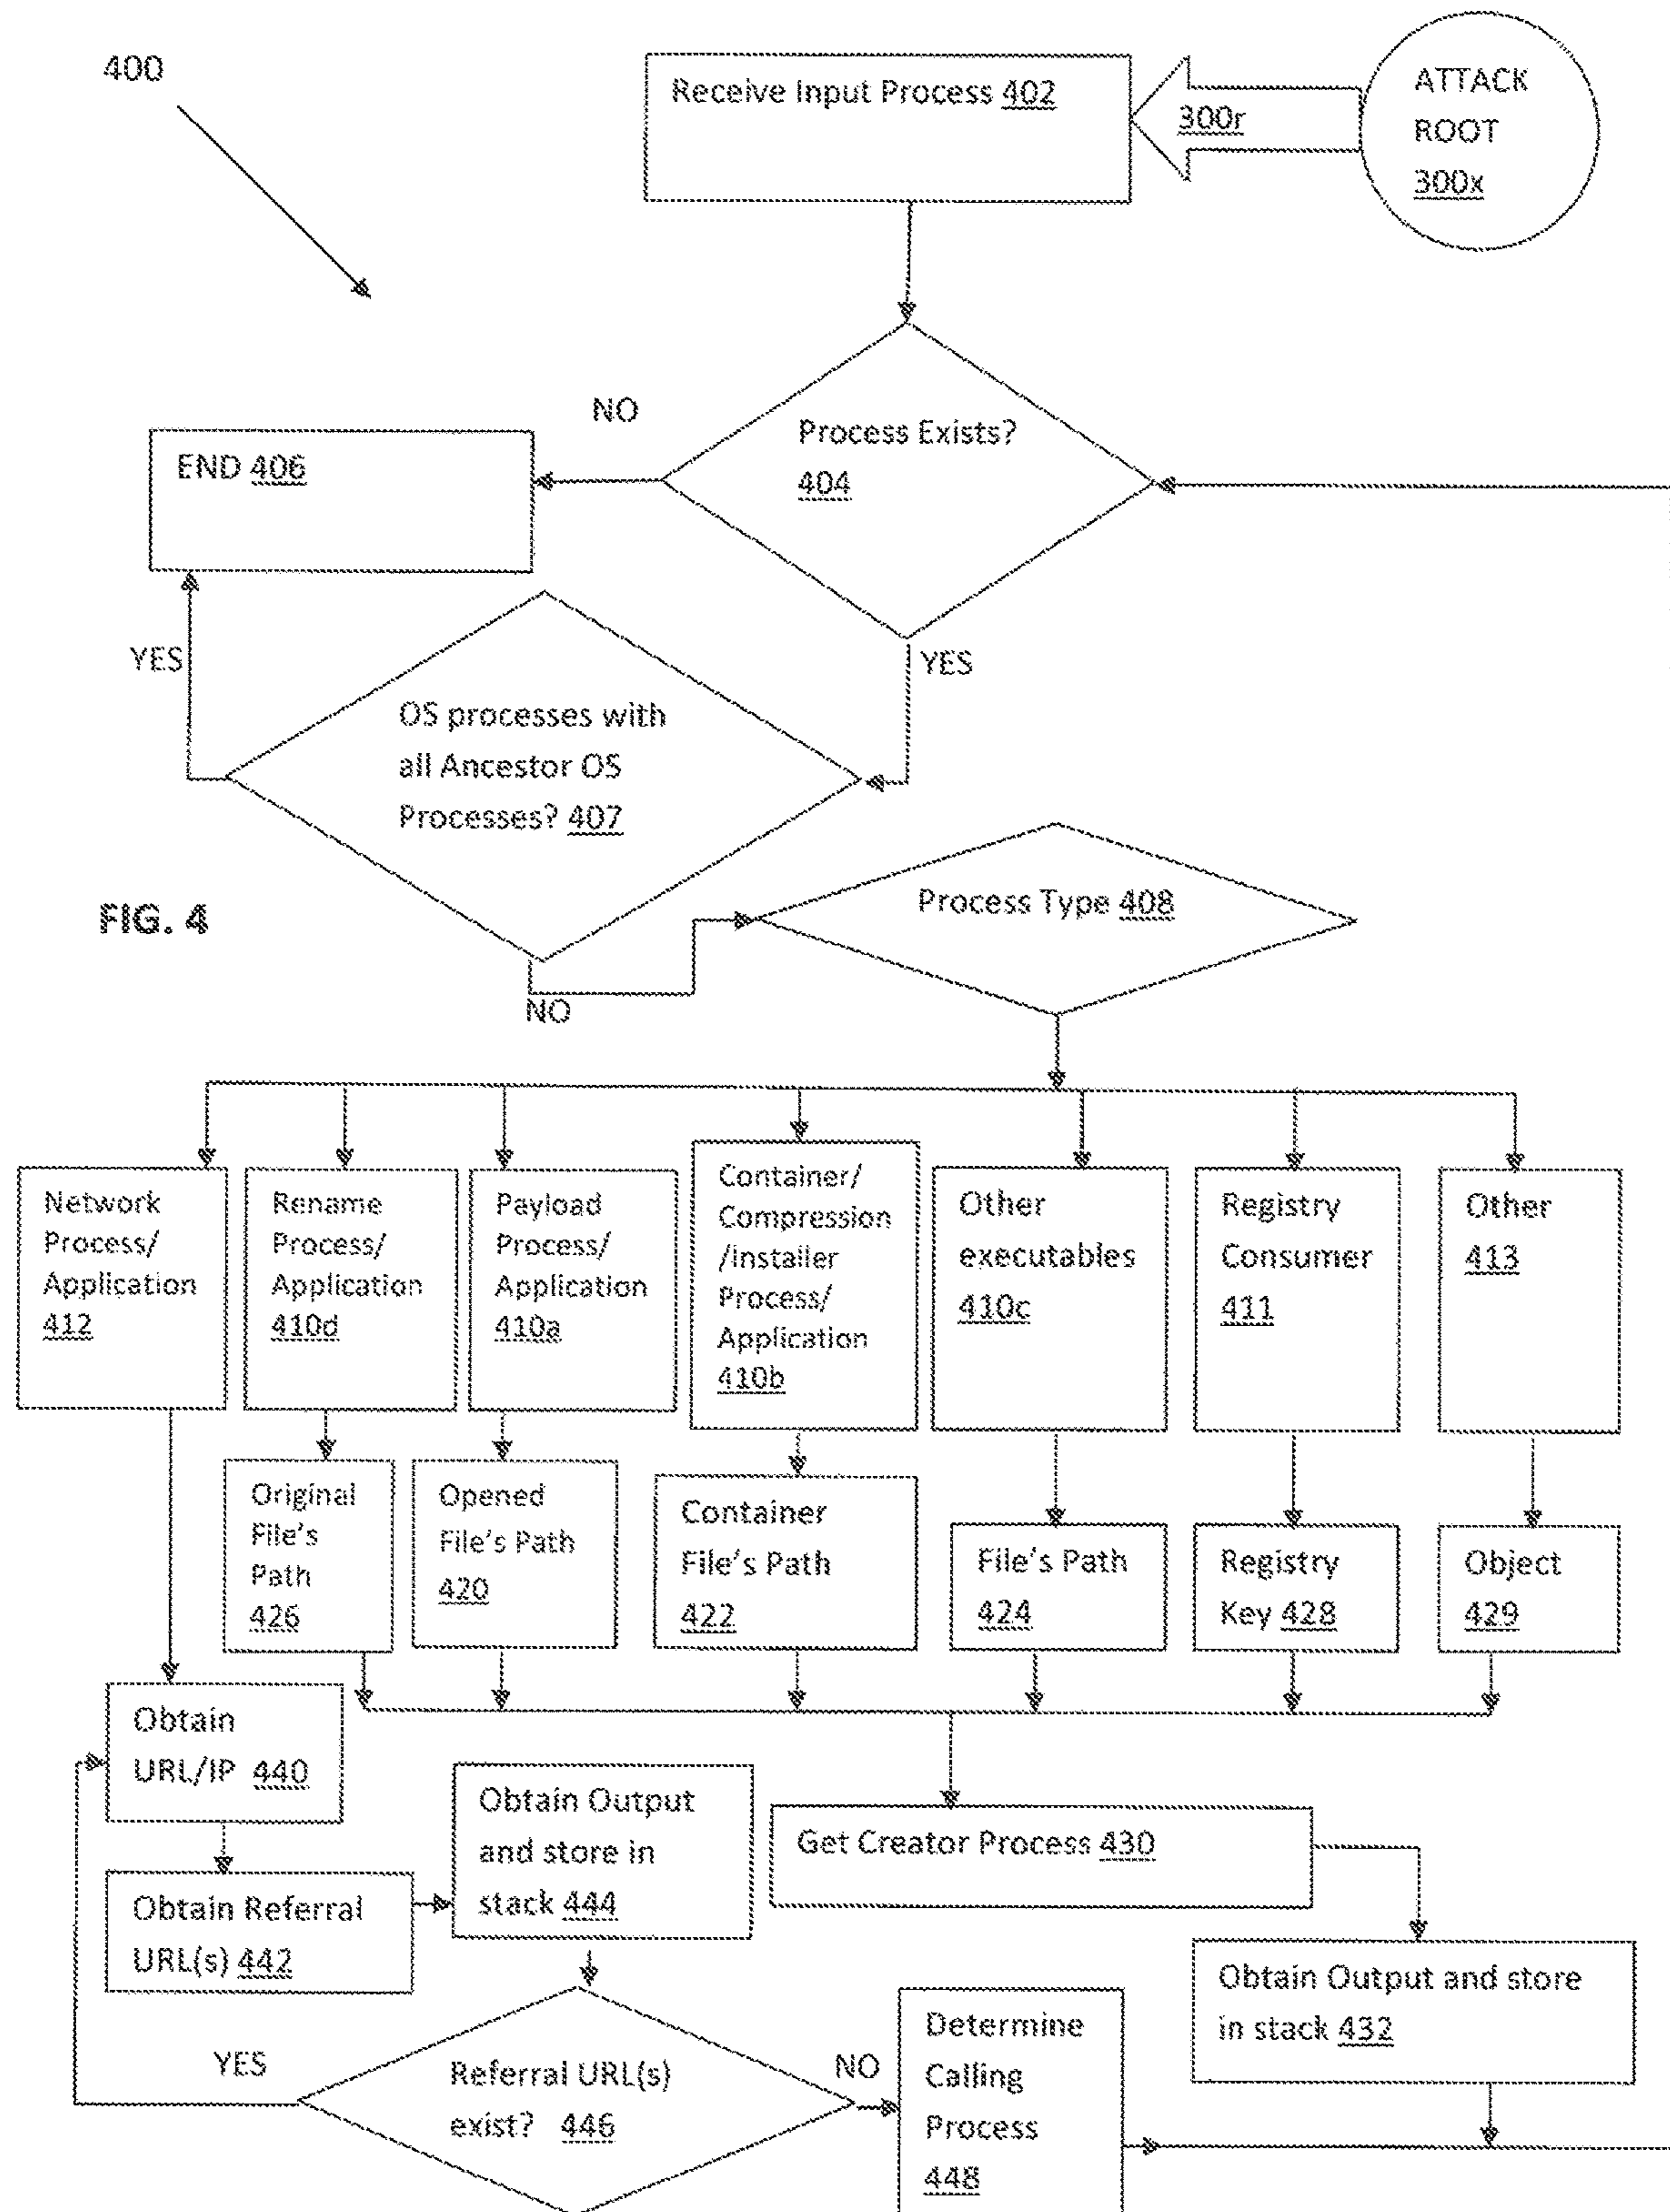 400
Receive Input Process 402
300r
ATTACK
ROOT
300x
NO
Process Exists?
404
END 406
YES
YES
OS processes with
all Ancestor OS
Processes? 407
Process Type 408
FIG. 4
NO
Network
Process/
Application
412
Rename
Process/
Application
410d
Payload
Process/
Application
410a
Container/
Compression
/Installer
Process/
Application
410b
Other
executables
410c
Registry
Consumer
411
Other
413
Original
File's
Path
426
Opened
File's Path
420
Container
File's Path
422
File's Path
424
Registry
Key 428
Object
429
Obtain
URL/IP 440
Obtain Output
and store in
stack 444
Get Creator Process 430
Obtain Referral
URL(s) 442
Obtain Output and store
in stack 432
YES
Referral URL(s)
exist? 446
NO
Determine
Calling
Process
448